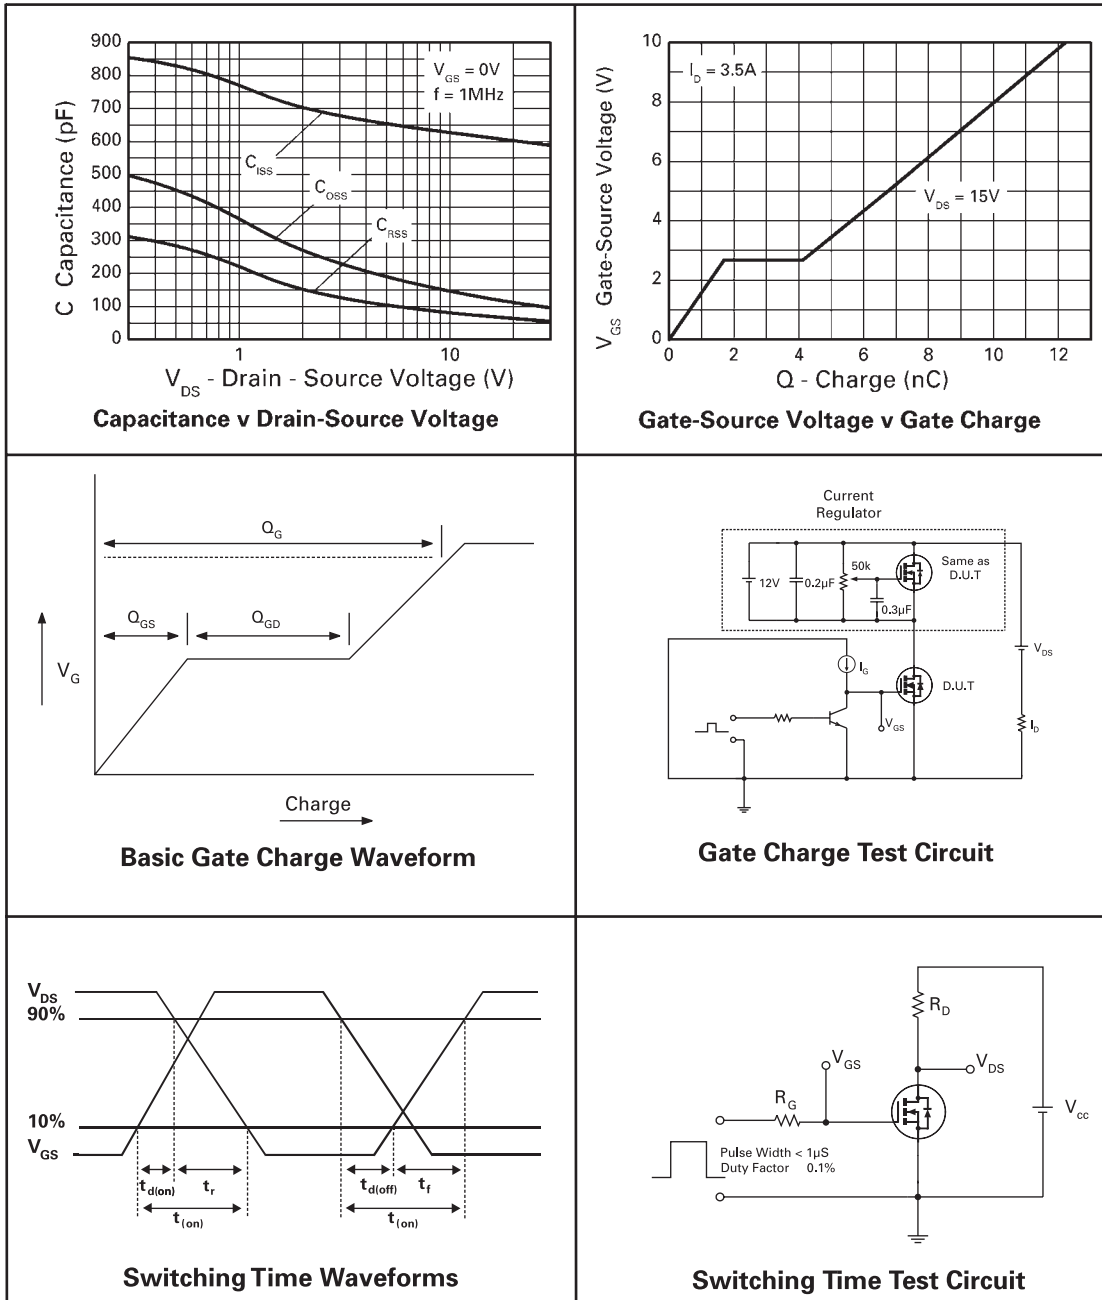 900
800
700
600
500
400
300
200
100
0
C Capacitance (pF)
V_GS = 0V
f = 1MHz
C_ISS
C_OSS
C_RSS
1
10
V_DS - Drain - Source Voltage (V)
Capacitance v Drain-Source Voltage
10
8
6
4
2
0
V_GS Gate-Source Voltage (V)
I_D = 3.5A
V_DS = 15V
0
2
4
6
8
10
12
Q - Charge (nC)
Gate-Source Voltage v Gate Charge
Q_G
Q_GS
Q_GD
V_G
Charge
Basic Gate Charge Waveform
Current
Regulator
12V
0.2µF
50k
0.3µF
Same as
D.U.T
I_G
V_DS
D.U.T
V_GS
I_D
Gate Charge Test Circuit
V_DS
90%
10%
V_GS
t_d(on)
t_r
t_(on)
t_d(off)
t_f
t_(on)
Switching Time Waveforms
R_D
V_GS
V_DS
R_G
V_cc
Pulse Width < 1µS
Duty Factor 0.1%
Switching Time Test Circuit